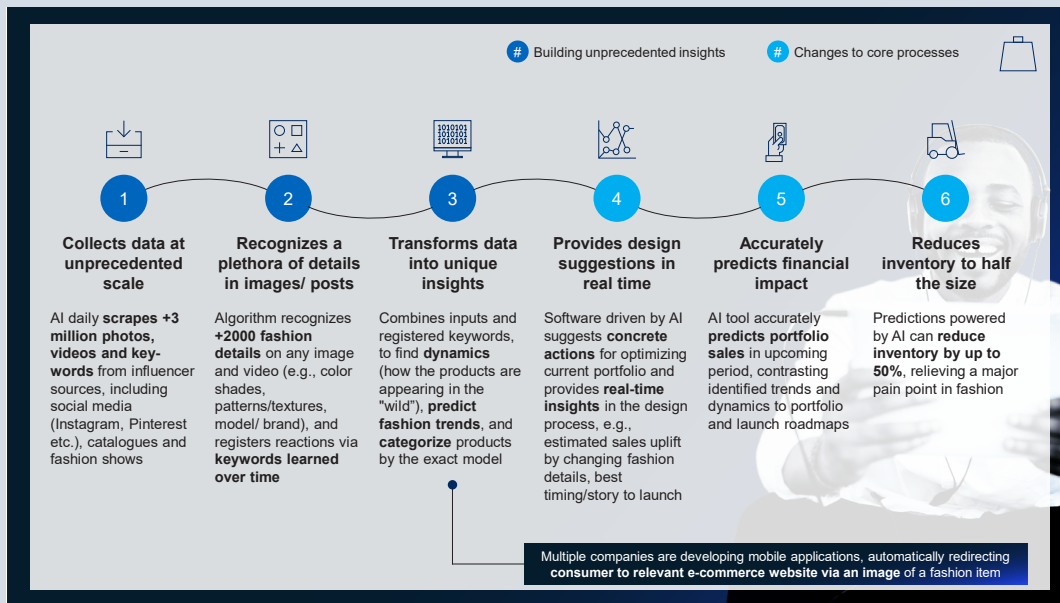 # Building unprecedented insights
# Changes to core processes
1010101
1010101
1010101
1
2
3
4
5
6
Collects data at
unprecedented
scale
AI daily scrapes +3
million photos,
videos and key-
words from influencer
sources, including
social media
(Instagram, Pinterest
etc.), catalogues and
fashion shows
Recognizes a
plethora of details
in images/ posts
Algorithm recognizes
+2000 fashion
details on any image
and video (e.g., color
shades,
patterns/textures,
model/ brand), and
registers reactions via
keywords learned
over time
Transforms data
into unique
insights
Combines inputs and
registered keywords,
to find dynamics
(how the products are
appearing in the
"wild"), predict
fashion trends, and
categorize products
by the exact model
Provides design
suggestions in
real time
Software driven by AI
suggests concrete
actions for optimizing
current portfolio and
provides real-time
insights in the design
process, e.g.,
estimated sales uplift
by changing fashion
details, best
timing/story to launch
Accurately
predicts financial
impact
AI tool accurately
predicts portfolio
sales in upcoming
period, contrasting
identified trends and
dynamics to portfolio
and launch roadmaps
Reduces
inventory to half
the size
Predictions powered
by AI can reduce
inventory by up to
50%, relieving a major
pain point in fashion
Multiple companies are developing mobile applications, automatically redirecting
consumer to relevant e-commerce website via an image of a fashion item